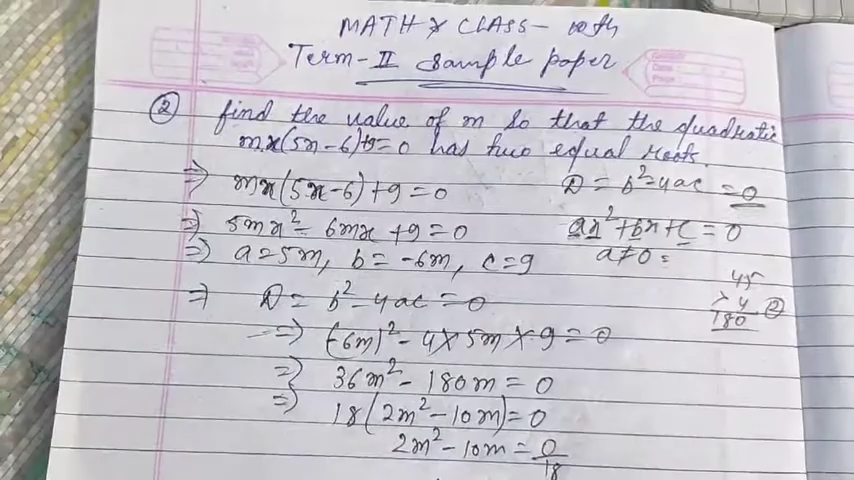 MATH * CLASS - 10th
Term - II Sample paper
② find the value of m so that the quadratic
mx(5x-6)+9=0 has two equal roots.
⇒ mx(5x-6)+9=0
D = b²-4ac = 0
⇒ 5mx² - 6mx +9=0
ax²+bx+c=0
⇒ a=5m, b= -6m, c=9
a≠0 =
45
×4
180 ②
⇒ D = b² - 4ac = 0
⇒ (-6m)² - 4×5m×9=0
⇒ 36m² - 180m = 0
⇒ 18(2m² - 10m)=0
2m² - 10m = 0/18